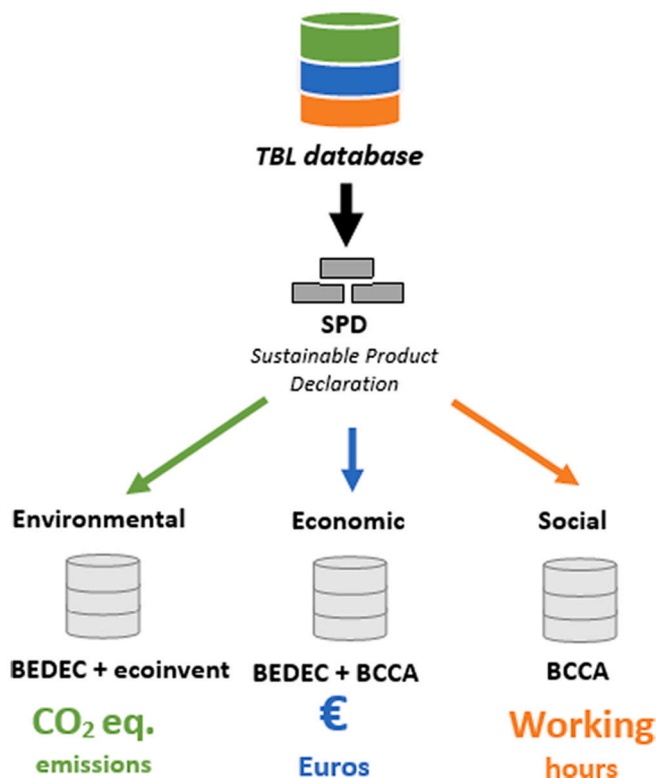 TBL database
SPD
Sustainable Product
Declaration
Environmental
Economic
Social
BEDEC + ecoinvent
BEDEC + BCCA
BCCA
CO₂ eq.
emissions
€
Euros
Working
hours